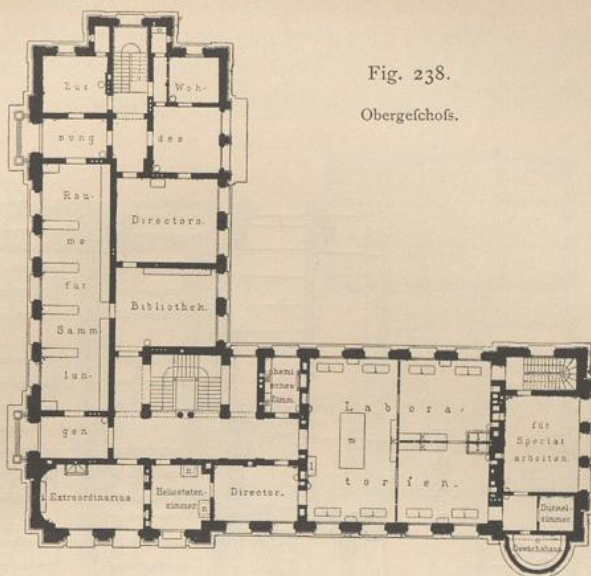 Fig. 238.
Obergeſchoſs.
Zur
Woh-
nung
des
Directors.
Räu-
me
für
Samm
lun-
gen
Bibliothek.
chemi
sches
Zimm.
Labora-
torien.
für
Special
arbeiten.
Dunkel-
zimmer
Gewächshaus.
Extraordinarius
Heliostaten-
zimmer
Director.
n
m
i
n
n